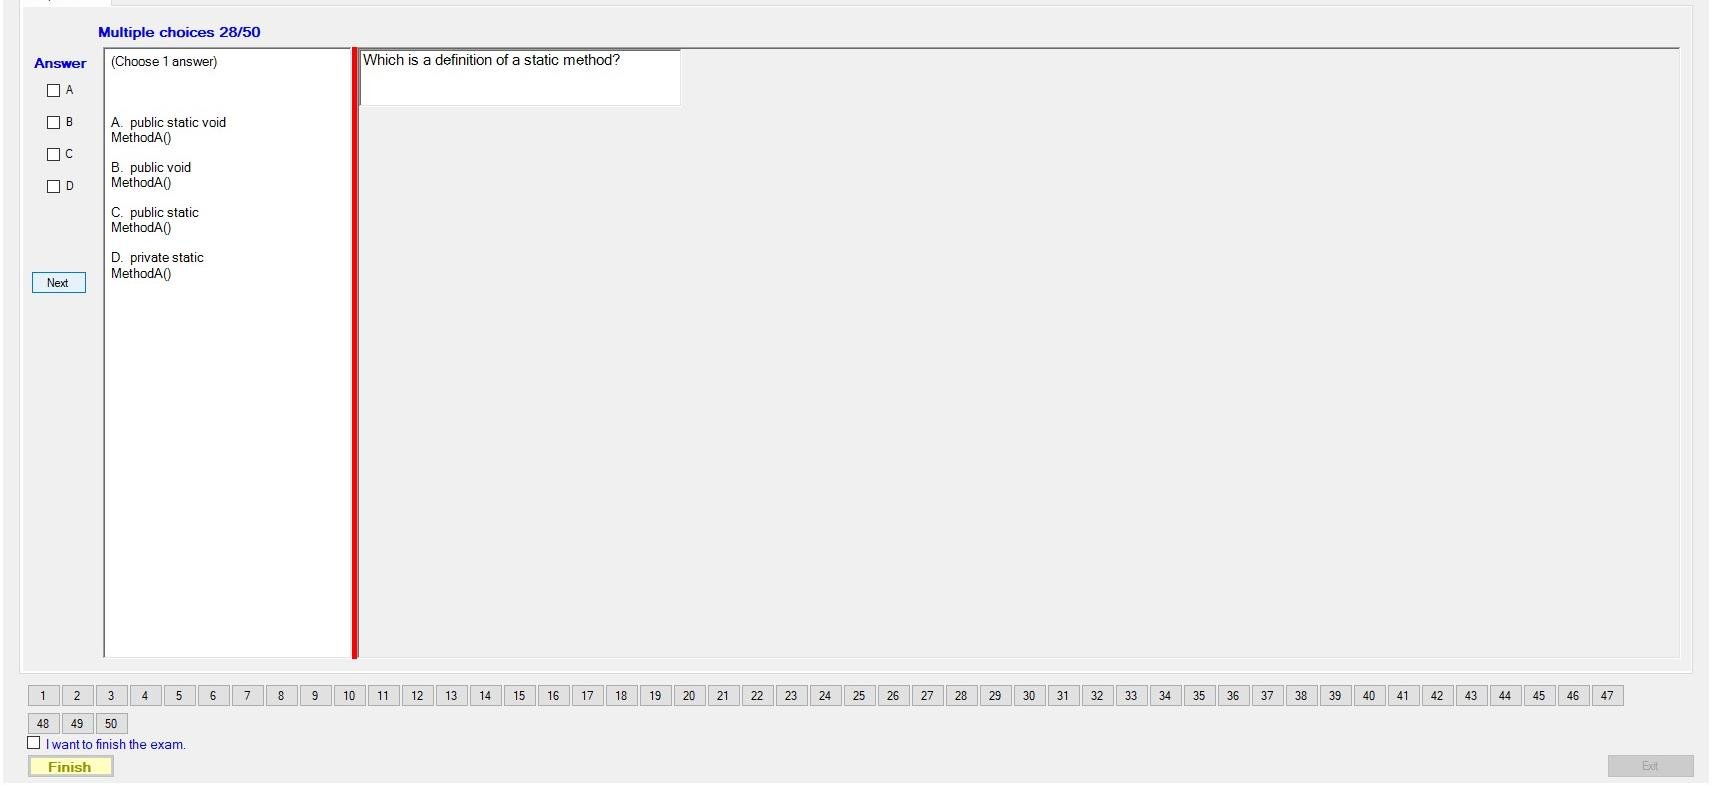 Multiple choices 28/50
Answer
A
B
C
D
Next
(Choose 1 answer)
A.  public static void
MethodA()
B.  public void
MethodA()
C.  public static
MethodA()
D.  private static
MethodA()
Which is a definition of a static method?
1 2 3 4 5 6 7 8 9 10 11 12 13 14 15 16 17 18 19 20 21 22 23 24 25 26 27 28 29 30 31 32 33 34 35 36 37 38 39 40 41 42 43 44 45 46 47
48 49 50
I want to finish the exam.
Finish
Exit